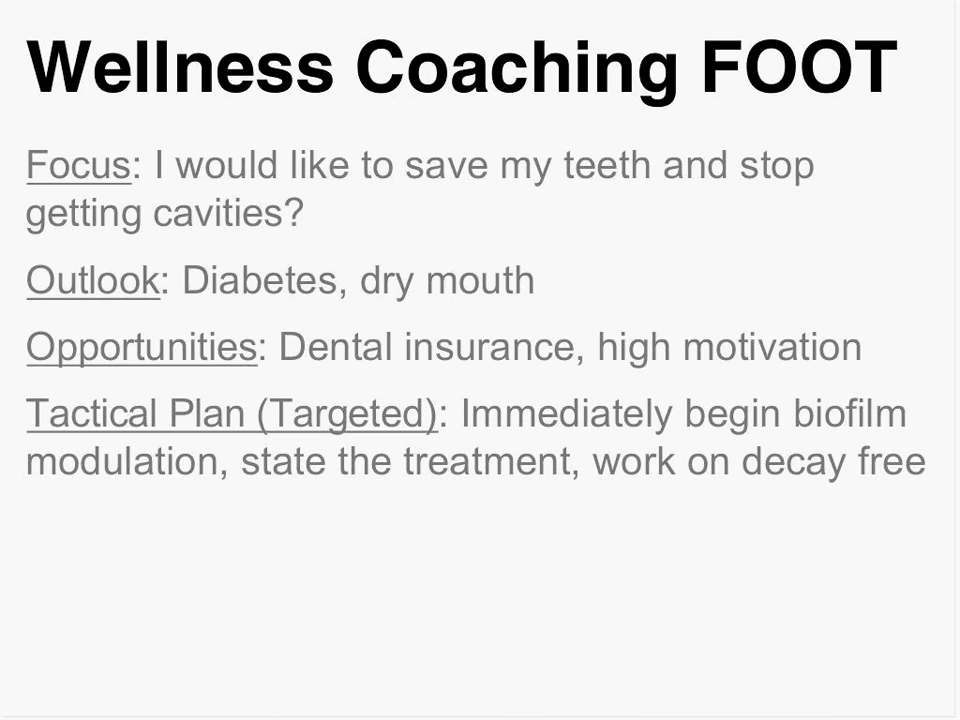 Wellness Coaching FOOT
Focus: I would like to save my teeth and stop
getting cavities?
Outlook: Diabetes, dry mouth
Opportunities: Dental insurance, high motivation
Tactical Plan (Targeted): Immediately begin biofilm
modulation, state the treatment, work on decay free